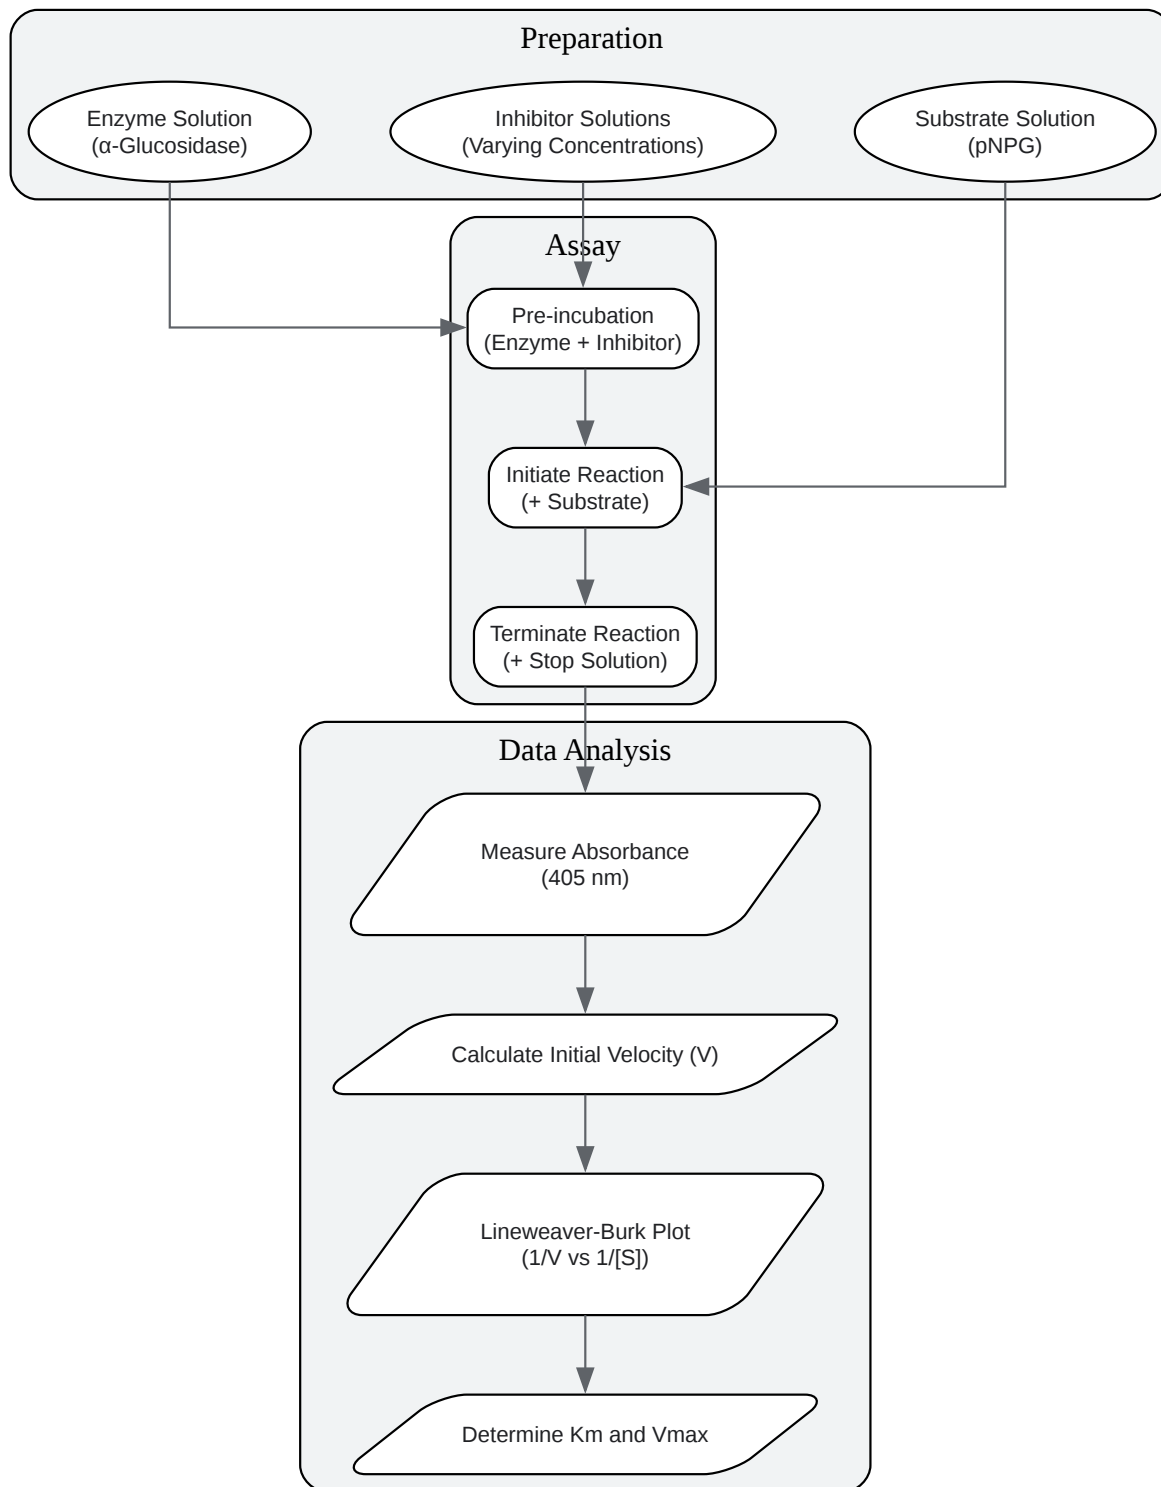 Preparation
Enzyme Solution
(α-Glucosidase)
Inhibitor Solutions
(Varying Concentrations)
Substrate Solution
(pNPG)
Assay
Pre-incubation
(Enzyme + Inhibitor)
Initiate Reaction
(+ Substrate)
Terminate Reaction
(+ Stop Solution)
Data Analysis
Measure Absorbance
(405 nm)
Calculate Initial Velocity (V)
Lineweaver-Burk Plot
(1/V vs 1/[S])
Determine Km and Vmax